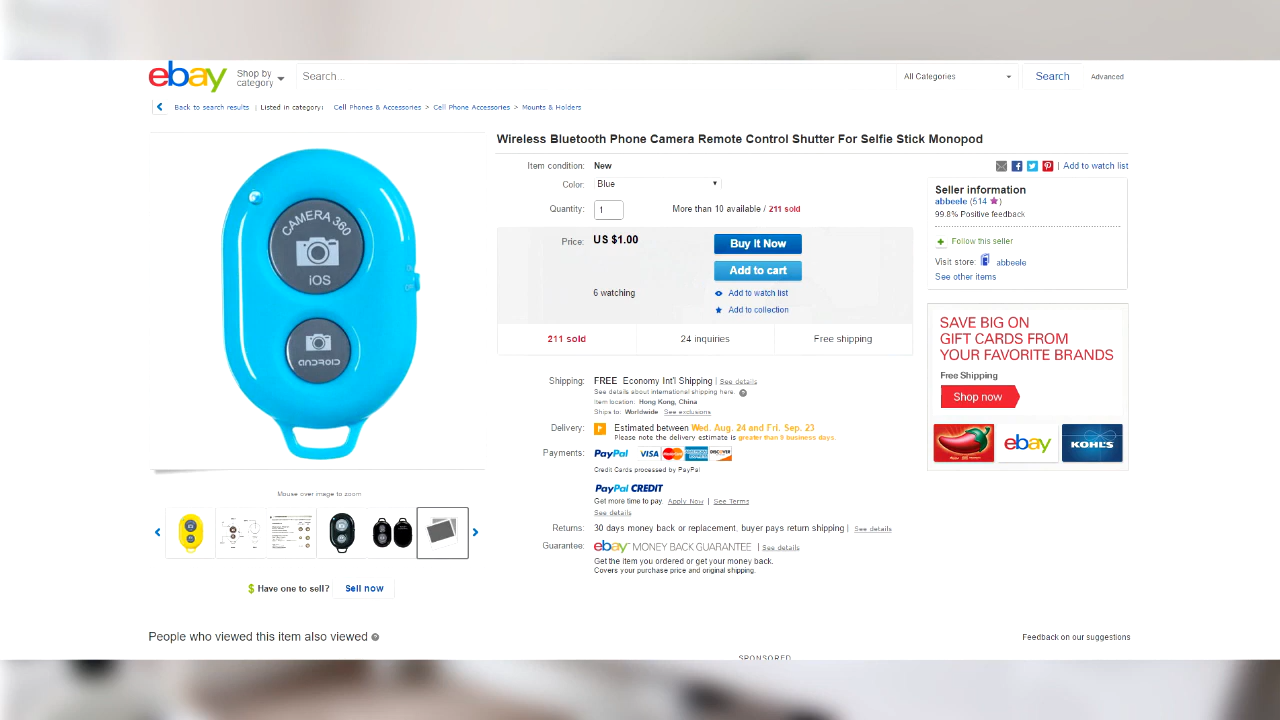 ebay
Shop by category
Search...
All Categories
Search
Advanced
Back to search results | Listed in category: Cell Phones & Accessories > Cell Phone Accessories > Mounts & Holders
CAMERA 360
iOS
ANDROID
Mouse over image to zoom
$ Have one to sell? Sell now
Wireless Bluetooth Phone Camera Remote Control Shutter For Selfie Stick Monopod
Item condition: New
Color: Blue
Quantity: 1 More than 10 available / 211 sold
Price: US $1.00
Buy It Now
Add to cart
6 watching
Add to watch list
Add to collection
211 sold 24 inquiries Free shipping
Shipping: FREE Economy Int'l Shipping | See details
See details about international shipping here.
Item location: Hong Kong, China
Ships to: Worldwide See exclusions
Delivery: Estimated between Wed. Aug. 24 and Fri. Sep. 23
Please note the delivery estimate is greater than 9 business days.
Payments: PayPal VISA MasterCard DISCOVER
Credit Cards processed by PayPal
PayPal CREDIT
Get more time to pay. Apply Now | See Terms
See details
Returns: 30 days money back or replacement, buyer pays return shipping | See details
Guarantee: ebay MONEY BACK GUARANTEE | See details
Get the item you ordered or get your money back.
Covers your purchase price and original shipping.
| Add to watch list
Seller information
abbeele (514 ★)
99.8% Positive feedback
+ Follow this seller
Visit store: abbeele
See other items
SAVE BIG ON
GIFT CARDS FROM
YOUR FAVORITE BRANDS
Free Shipping
Shop now
ebay
KOHL'S
People who viewed this item also viewed
Feedback on our suggestions
SPONSORED